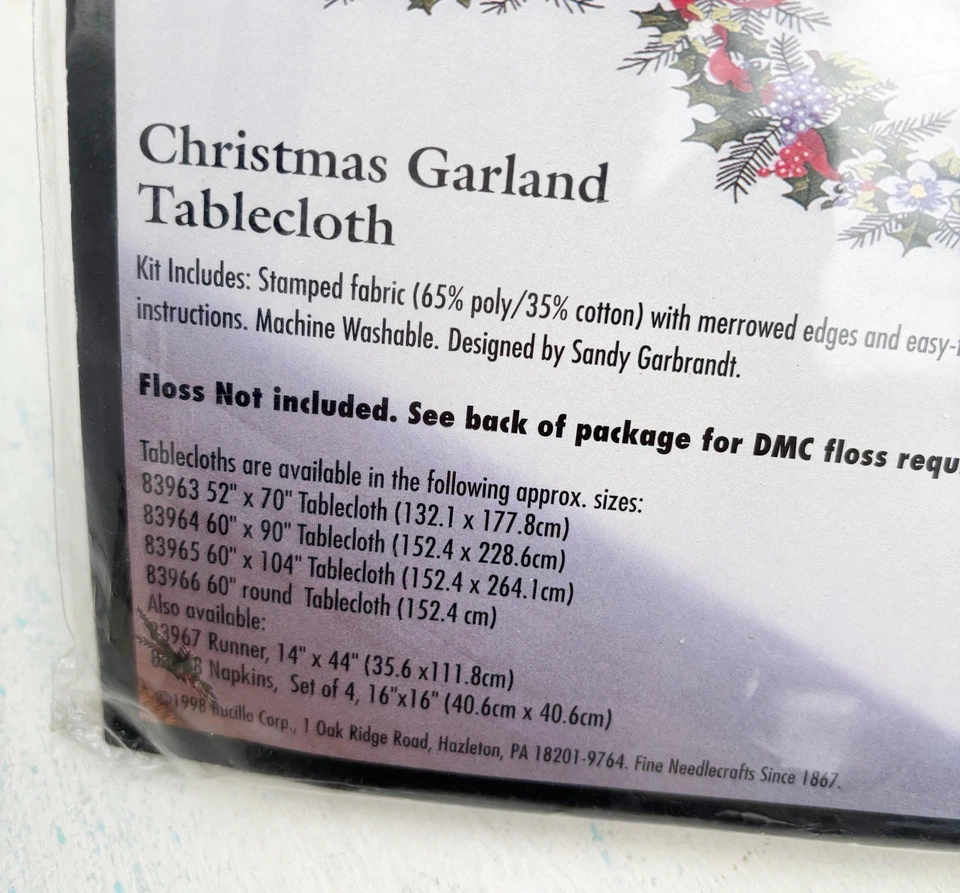 Christmas Garland
Tablecloth
Kit Includes: Stamped fabric (65% poly/35% cotton) with merrowed edges and easy-
instructions. Machine Washable. Designed by Sandy Garbrandt.
Floss Not included. See back of package for DMC floss requ
Tablecloths are available in the following approx. sizes:
83963 52" x 70" Tablecloth (132.1 x 177.8cm)
83964 60" x 90" Tablecloth (152.4 x 228.6cm)
83965 60" x 104" Tablecloth (152.4 x 264.1cm)
83966 60" round Tablecloth (152.4 cm)
Also available:
83967 Runner, 14" x 44" (35.6 x111.8cm)
Napkins, Set of 4, 16"x16" (40.6cm x 40.6cm)
©1998 Bucilla Corp., 1 Oak Ridge Road, Hazleton, PA 18201-9764. Fine Needlecrafts Since 1867.